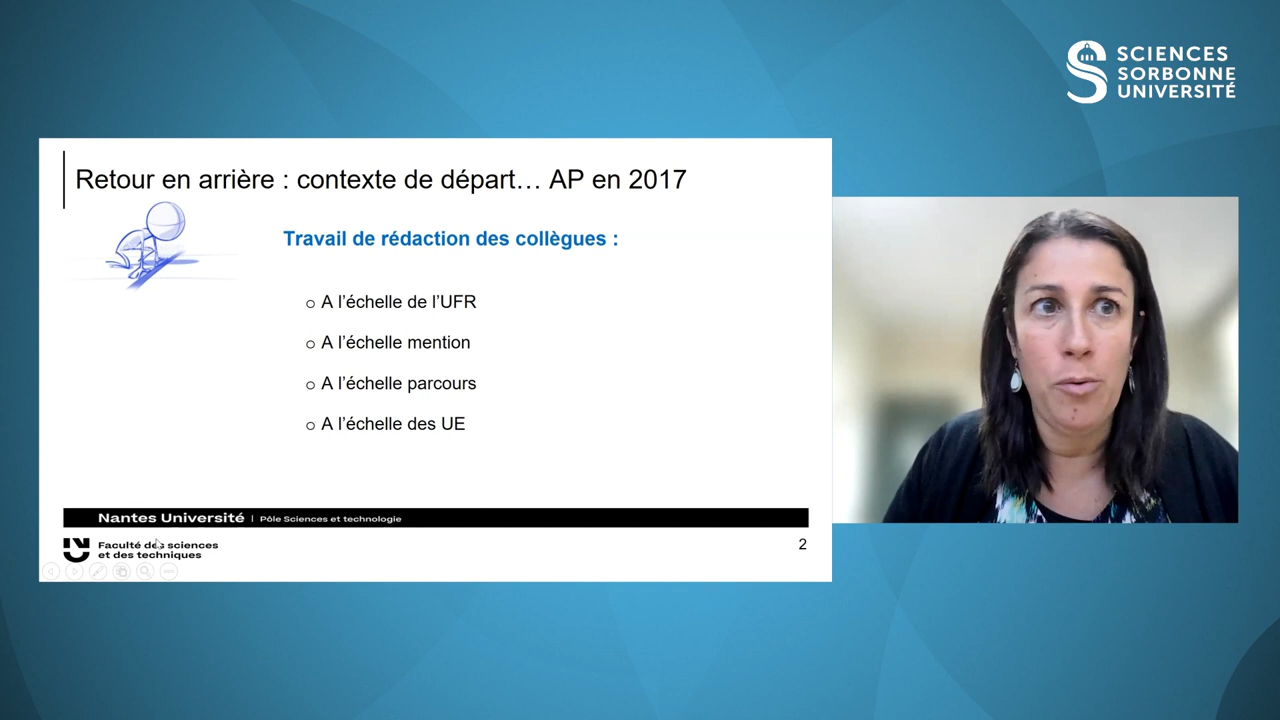 SCIENCES
SORBONNE
UNIVERSITÉ
Retour en arrière : contexte de départ… AP en 2017
Travail de rédaction des collègues :
o A l’échelle de l’UFR
o A l’échelle mention
o A l’échelle parcours
o A l’échelle des UE
Nantes Université | Pôle Sciences et technologie
Faculté des sciences
et des techniques
2